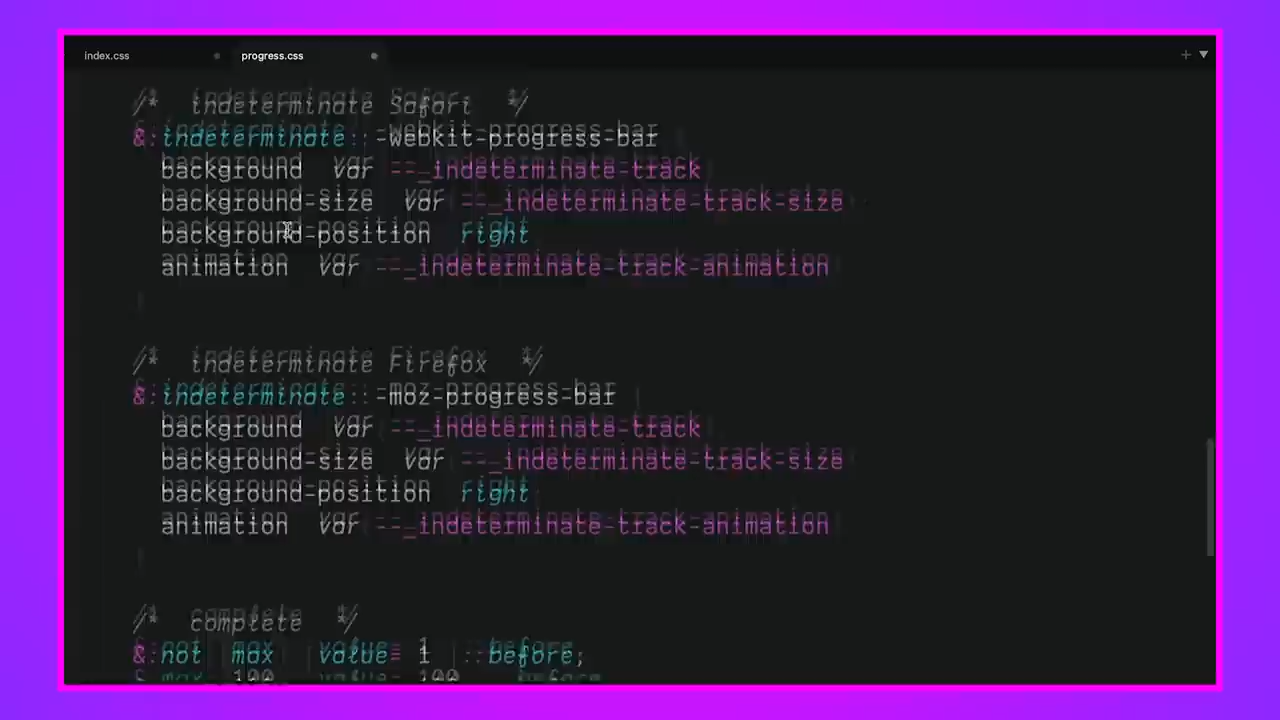 index.css
progress.css
/* indeterminate Safari */
&:indeterminate::-webkit-progress-bar
background var --_indeterminate-track
background-size var --_indeterminate-track-size
background-position right
animation var --_indeterminate-track-animation
/* indeterminate Firefox */
&:indeterminate::-moz-progress-bar
background var --_indeterminate-track
background-size var --_indeterminate-track-size
background-position right
animation var --_indeterminate-track-animation
/* complete */
&:not max value= 1 ::before;